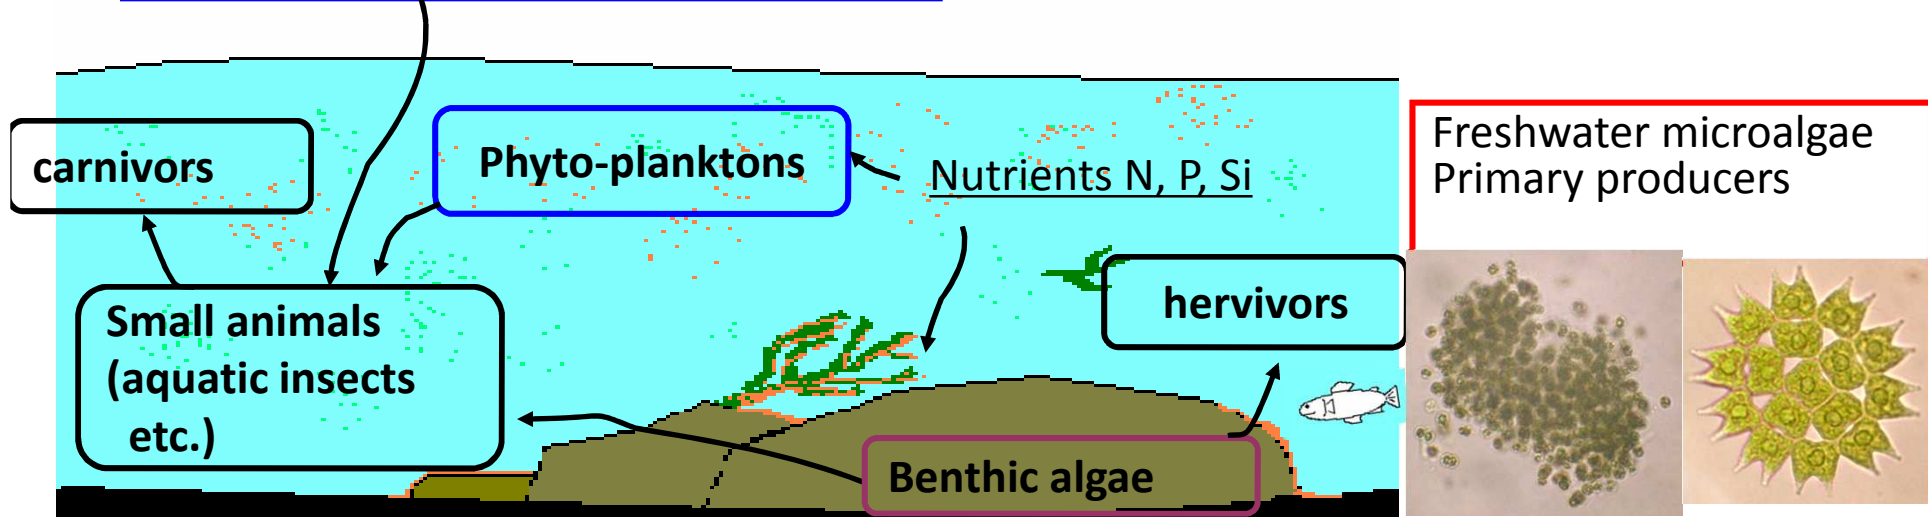 carnivors
Phyto-planktons
Nutrients N, P, Si
Freshwater microalgae
Primary producers
Small animals
(aquatic insects
etc.)
hervivors
Benthic algae